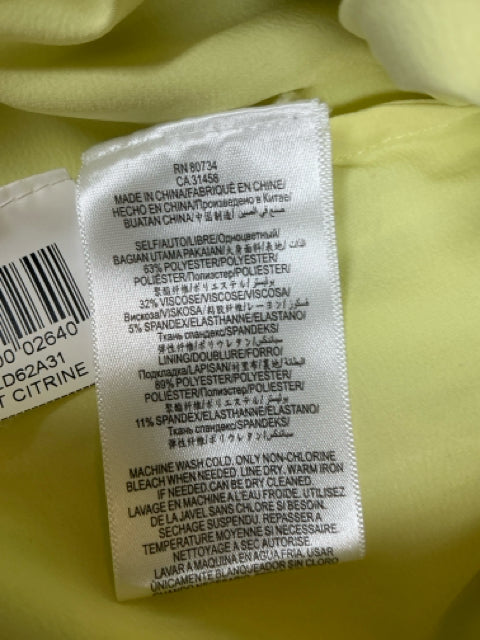 RN 80734
CA 31458
MADE IN CHINA/FABRIQUÉ EN CHINE/
HECHO EN CHINA/Произведено в Китае/
BUATAN CHINA/中国制造/صنع في الصين
SELF/AUTO/LIBRE/Одноцветный/
BAGIAN UTAMA PAKAIAN/大身面料/表地/الذات
63% POLYESTER/POLYESTER/
POLIÉSTER/Полиэстер/POLIESTER/
聚酯纤维/ポリエステル/بوليستر
32% VISCOSE/VISCOSE/VISCOSA/
Вискоза/VISKOSA/粘胶纤维/レーヨン/فسكوز
5% SPANDEX/ELASTHANNE/ELASTANO/
Ткань спандекс/SPANDEKS/
弹性纤维/ポリウレタン/سباندكس
LINING/DOUBLURE/FORRO/
Подкладка/LAPISAN/村里布/裏地/البطانة
89% POLYESTER/POLYESTER/
POLIÉSTER/Полиэстер/POLIESTER/
聚酯纤维/ポリエステル/بوليستر
11% SPANDEX/ELASTHANNE/ELASTANO/
Ткань спандекс/SPANDEKS/
弹性纤维/ポリウレタン/سباندكس
MACHINE WASH COLD. ONLY NON-CHLORINE
BLEACH WHEN NEEDED. LINE DRY. WARM IRON
IF NEEDED. CAN BE DRY CLEANED.
LAVAGE EN MACHINE A L'EAU FROIDE. UTILISEZ
DE LA JAVEL SANS CHLORE SI BESOIN.
SECHAGE SUSPENDU. REPASSER A
TEMPERATURE MOYENNE SI NECESSAIRE.
NETTOYAGE A SEC AUTORISE.
LAVAR A MAQUINA EN AGUA FRIA. USAR
ÚNICAMENTE BLANQUEADOR SIN CLORO
00 02640
LD62A31
T CITRINE